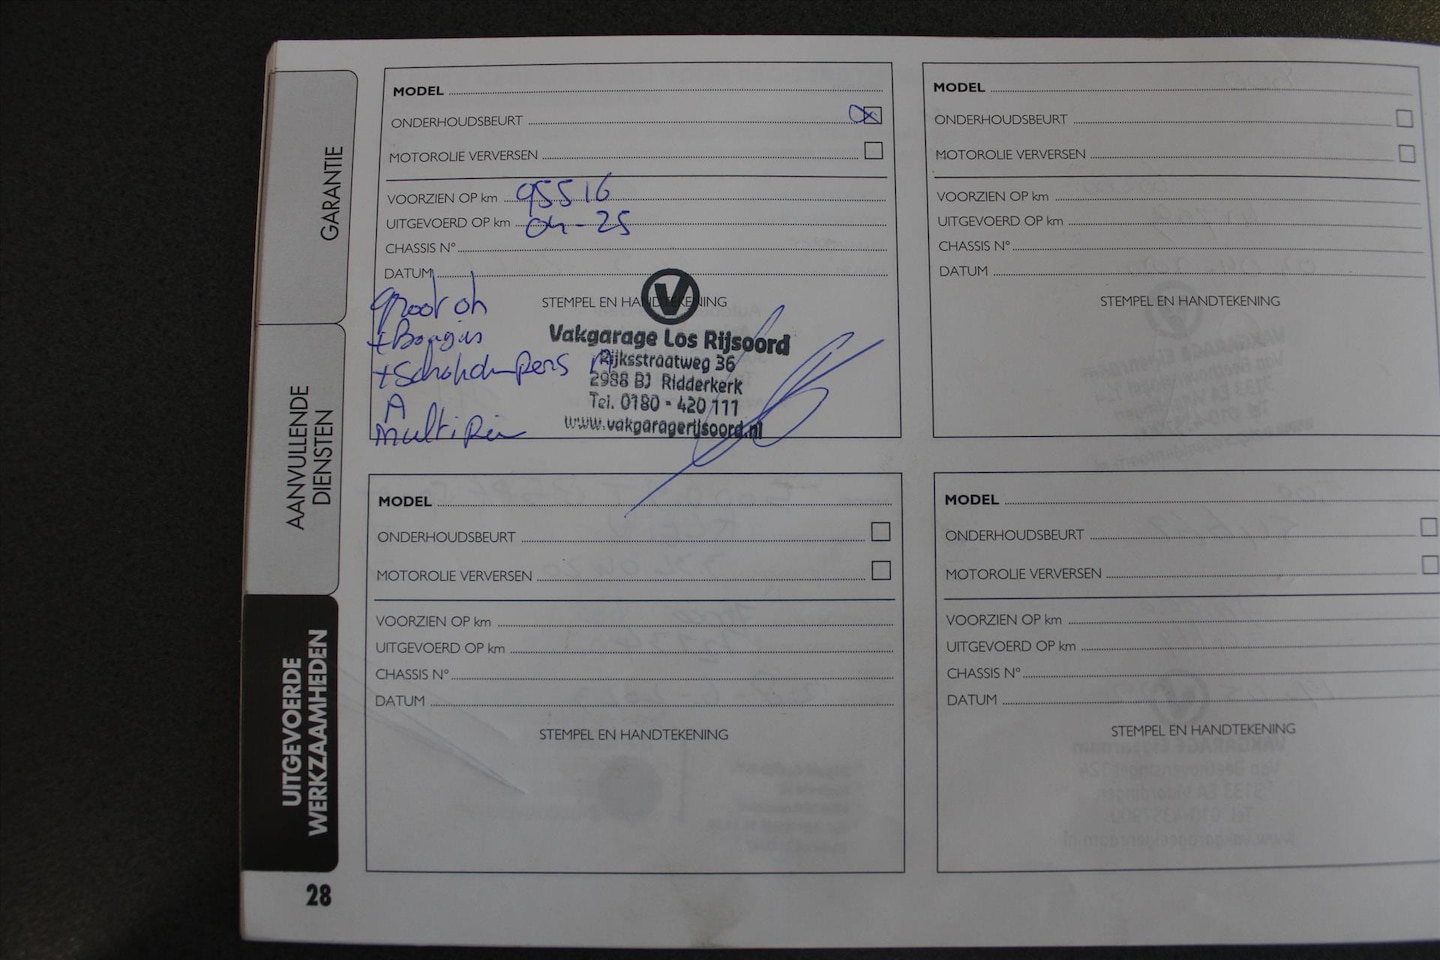 GARANTIE
AANVULLENDE
DIENSTEN
UITGEVOERDE
WERKZAAMHEDEN
28
MODEL
ONDERHOUDSBEURT
MOTOROLIE VERVERSEN
VOORZIEN OP km 95516
UITGEVOERD OP km 04-25
CHASSIS N°
DATUM
STEMPEL EN HANDTEKENING
groot oh
+ Bougies
+ Schokdempers
A
multiriem
Vakgarage Los Rijsoord
Rijksstraatweg 36
2988 BJ Ridderkerk
Tel. 0180 - 420 111
www.vakgaragerijsoord.nl
MODEL
ONDERHOUDSBEURT
MOTOROLIE VERVERSEN
VOORZIEN OP km
UITGEVOERD OP km
CHASSIS N°
DATUM
STEMPEL EN HANDTEKENING
MODEL
ONDERHOUDSBEURT
MOTOROLIE VERVERSEN
VOORZIEN OP km
UITGEVOERD OP km
CHASSIS N°
DATUM
STEMPEL EN HANDTEKENING
MODEL
ONDERHOUDSBEURT
MOTOROLIE VERVERSEN
VOORZIEN OP km
UITGEVOERD OP km
CHASSIS N°
DATUM
STEMPEL EN HANDTEKENING